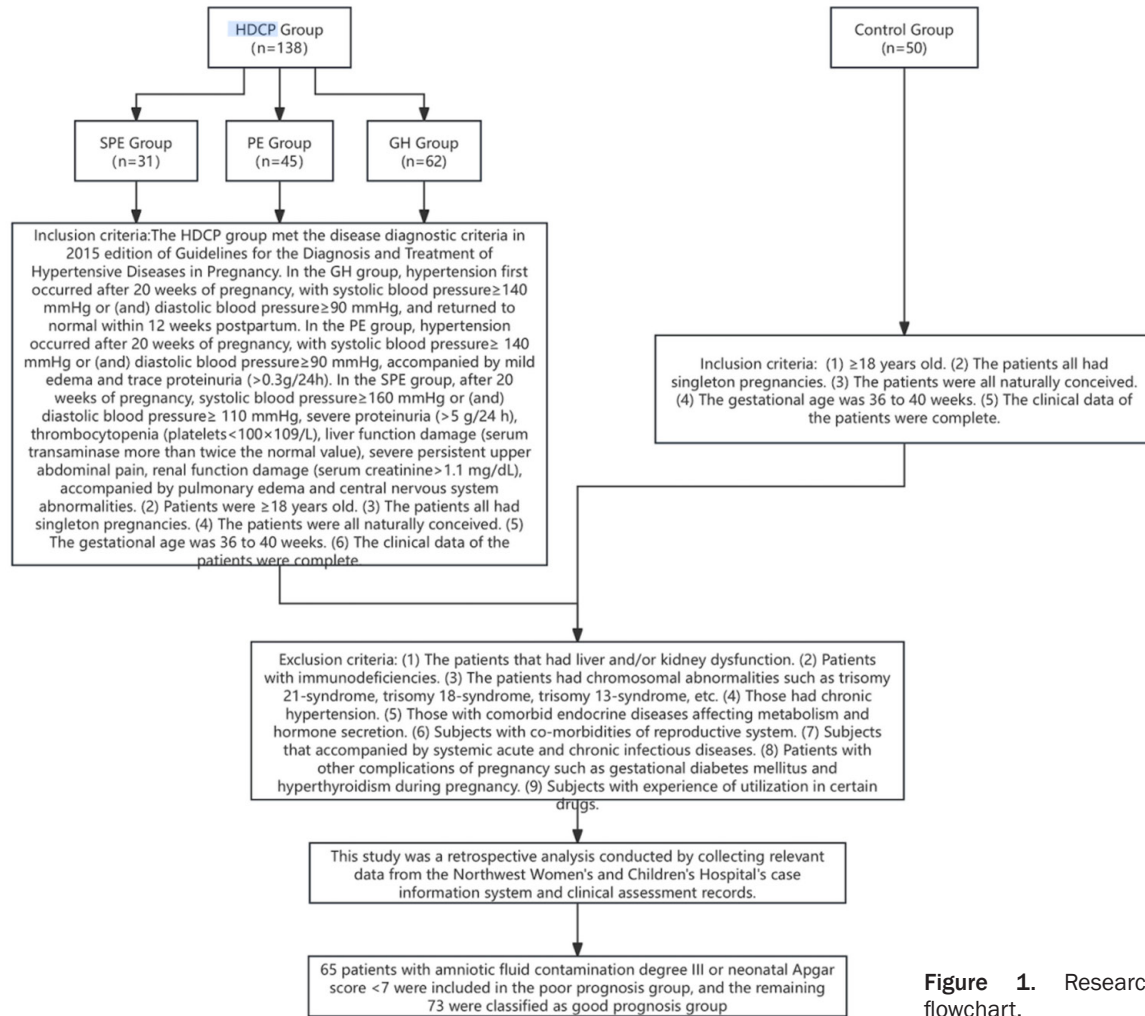 HDCP Group
(n=138)
Control Group
(n=50)
SPE Group
(n=31)
PE Group
(n=45)
GH Group
(n=62)
Inclusion criteria:The HDCP group met the disease diagnostic criteria in
2015 edition of Guidelines for the Diagnosis and Treatment of
Hypertensive Diseases in Pregnancy. In the GH group, hypertension first
occurred after 20 weeks of pregnancy, with systolic blood pressure≥140
mmHg or (and) diastolic blood pressure≥90 mmHg, and returned to
normal within 12 weeks postpartum. In the PE group, hypertension
occurred after 20 weeks of pregnancy, with systolic blood pressure≥ 140
mmHg or (and) diastolic blood pressure≥90 mmHg, accompanied by mild
edema and trace proteinuria (>0.3g/24h). In the SPE group, after 20
weeks of pregnancy, systolic blood pressure≥160 mmHg or (and)
diastolic blood pressure≥ 110 mmHg, severe proteinuria (>5 g/24 h),
thrombocytopenia (platelets<100×109/L), liver function damage (serum
transaminase more than twice the normal value), severe persistent upper
abdominal pain, renal function damage (serum creatinine>1.1 mg/dL),
accompanied by pulmonary edema and central nervous system
abnormalities. (2) Patients were ≥18 years old. (3) The patients all had
singleton pregnancies. (4) The patients were all naturally conceived. (5)
The gestational age was 36 to 40 weeks. (6) The clinical data of the
patients were complete.
Inclusion criteria: (1) ≥18 years old. (2) The patients all had
singleton pregnancies. (3) The patients were all naturally conceived.
(4) The gestational age was 36 to 40 weeks. (5) The clinical data of
the patients were complete.
Exclusion criteria: (1) The patients that had liver and/or kidney dysfunction. (2) Patients
with immunodeficiencies. (3) The patients had chromosomal abnormalities such as trisomy
21-syndrome, trisomy 18-syndrome, trisomy 13-syndrome, etc. (4) Those had chronic
hypertension. (5) Those with comorbid endocrine diseases affecting metabolism and
hormone secretion. (6) Subjects with co-morbidities of reproductive system. (7) Subjects
that accompanied by systemic acute and chronic infectious diseases. (8) Patients with
other complications of pregnancy such as gestational diabetes mellitus and
hyperthyroidism during pregnancy. (9) Subjects with experience of utilization in certain
drugs.
This study was a retrospective analysis conducted by collecting relevant
data from the Northwest Women's and Children's Hospital's case
information system and clinical assessment records.
65 patients with amniotic fluid contamination degree III or neonatal Apgar
score <7 were included in the poor prognosis group, and the remaining
73 were classified as good prognosis group
Figure 1. Research
flowchart.